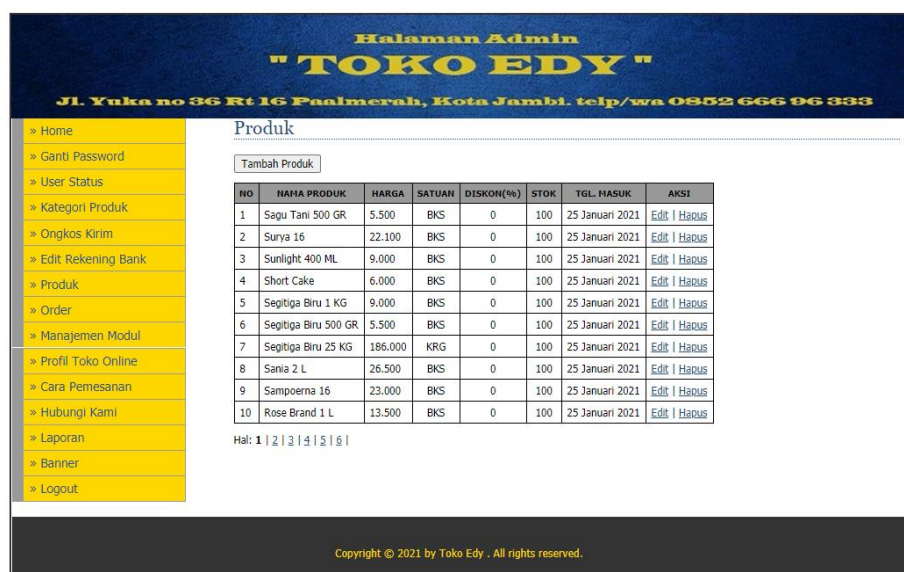 Halaman Admin
" TOKO EDY "
Jl. Yuka no 36 Rt 16 Paalmerah, Kota Jambi. telp/wa 0852 666 96 333
» Home
» Ganti Password
» User Status
» Kategori Produk
» Ongkos Kirim
» Edit Rekening Bank
» Produk
» Order
» Manajemen Modul
» Profil Toko Online
» Cara Pemesanan
» Hubungi Kami
» Laporan
» Banner
» Logout
Produk
Tambah Produk
NO NAMA PRODUK HARGA SATUAN DISKON(%) STOK TGL. MASUK AKSI
1 Sagu Tani 500 GR 5.500 BKS 0 100 25 Januari 2021 Edit | Hapus
2 Surya 16 22.100 BKS 0 100 25 Januari 2021 Edit | Hapus
3 Sunlight 400 ML 9.000 BKS 0 100 25 Januari 2021 Edit | Hapus
4 Short Cake 6.000 BKS 0 100 25 Januari 2021 Edit | Hapus
5 Segitiga Biru 1 KG 9.000 BKS 0 100 25 Januari 2021 Edit | Hapus
6 Segitiga Biru 500 GR 5.500 BKS 0 100 25 Januari 2021 Edit | Hapus
7 Segitiga Biru 25 KG 186.000 KRG 0 100 25 Januari 2021 Edit | Hapus
8 Sania 2 L 26.500 BKS 0 100 25 Januari 2021 Edit | Hapus
9 Sampoerna 16 23.000 BKS 0 100 25 Januari 2021 Edit | Hapus
10 Rose Brand 1 L 13.500 BKS 0 100 25 Januari 2021 Edit | Hapus
Hal: 1 | 2 | 3 | 4 | 5 | 6 |
Copyright © 2021 by Toko Edy . All rights reserved.